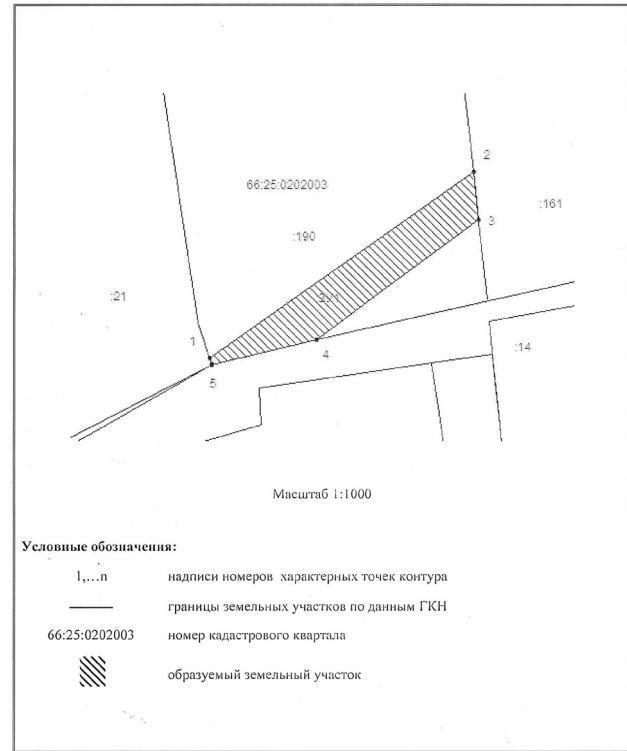 2
66:25:0202003
3
:161
:190
:21
1
4
:14
5
Масштаб 1:1000
Условные обозначения:
1,...n надписи номеров характерных точек контура
границы земельных участков по данным ГКН
66:25:0202003 номер кадастрового квартала
образуемый земельный участок